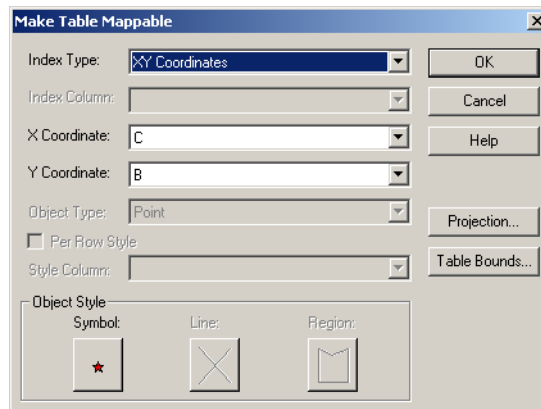 Make Table Mappable
Index Type: XY Coordinates OK
Index Column: Cancel
X Coordinate: C Help
Y Coordinate: B
Object Type: Point Projection...
Per Row Style
Style Column: Table Bounds...
Object Style
Symbol: Line: Region: